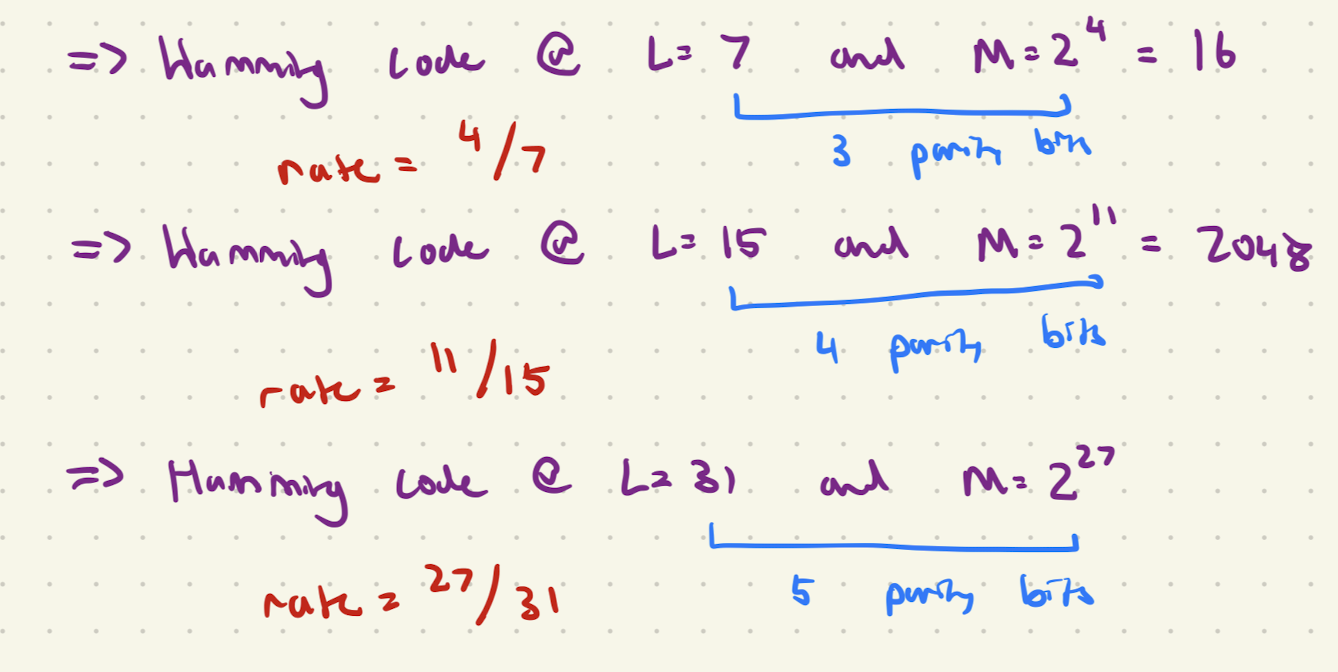 => Hamming code @ L= 7 and M = 2^4 = 16
3 parity bits
rate = 4/7
=> Hamming code @ L= 15 and M = 2^11 = 2048
4 parity bits
rate = 11/15
=> Hamming code @ L= 31 and M = 2^27
5 parity bits
rate = 27/31